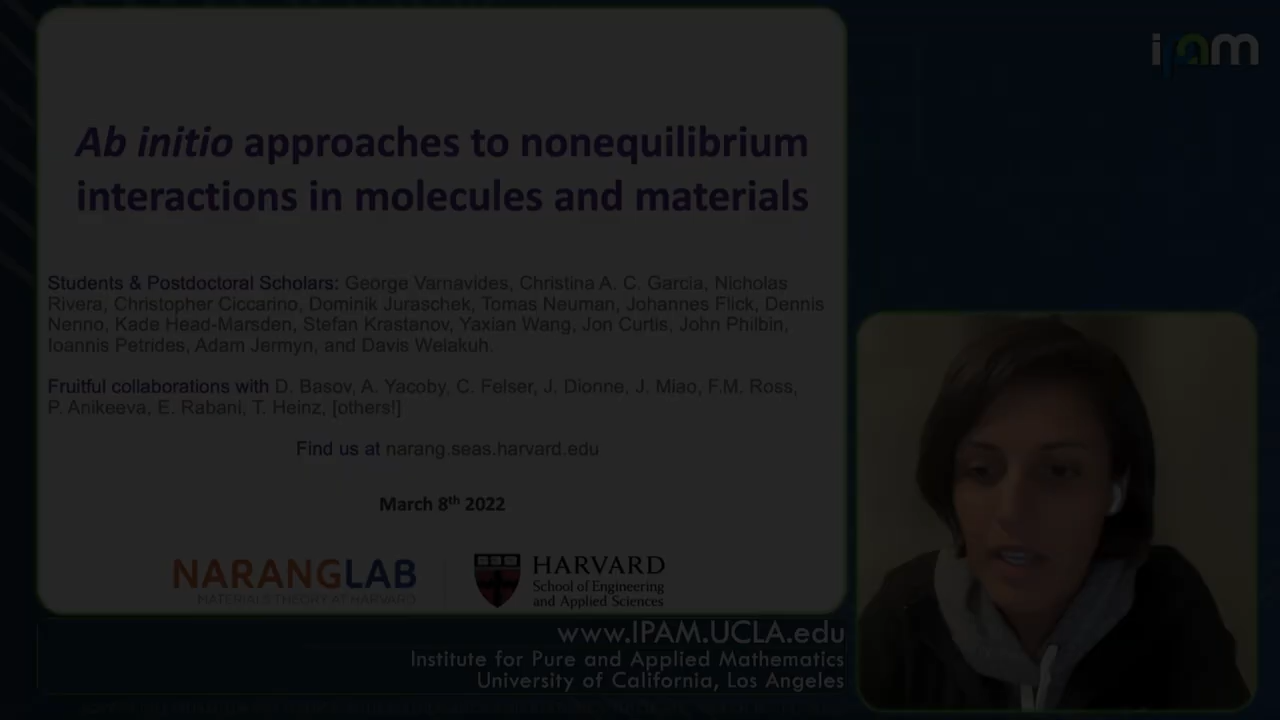 ipam
Ab initio approaches to nonequilibrium
interactions in molecules and materials
Students & Postdoctoral Scholars: George Varnavides, Christina A. C. Garcia, Nicholas
Rivera, Christopher Ciccarino, Dominik Juraschek, Tomas Neuman, Johannes Flick, Dennis
Nenno, Kade Head-Marsden, Stefan Krastanov, Yaxian Wang, Jon Curtis, John Philbin,
Ioannis Petrides, Adam Jermyn, and Davis Welakuh.
Fruitful collaborations with D. Basov, A. Yacoby, C. Felser, J. Dionne, J. Miao, F.M. Ross,
P. Anikeeva, E. Rabani, T. Heinz, [others!]
Find us at narang.seas.harvard.edu
March 8th 2022
NARANGLAB
MATERIALS THEORY AT HARVARD
HARVARD
School of Engineering
and Applied Sciences
www.IPAM.UCLA.edu
Institute for Pure and Applied Mathematics
University of California, Los Angeles